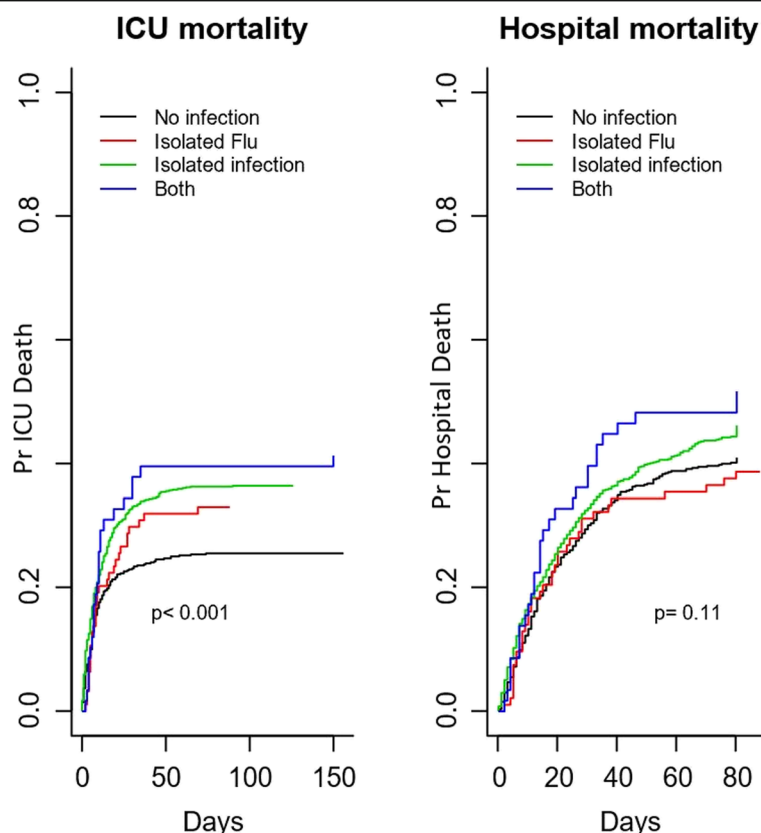 ICU mortality
1.0
0.8
0.2
0.0
Pr ICU Death
No infection
Isolated Flu
Isolated infection
Both
p< 0.001
0
50
100
150
Days
Hospital mortality
1.0
0.8
0.2
0.0
Pr Hospital Death
No infection
Isolated Flu
Isolated infection
Both
p= 0.11
0
20
40
60
80
Days